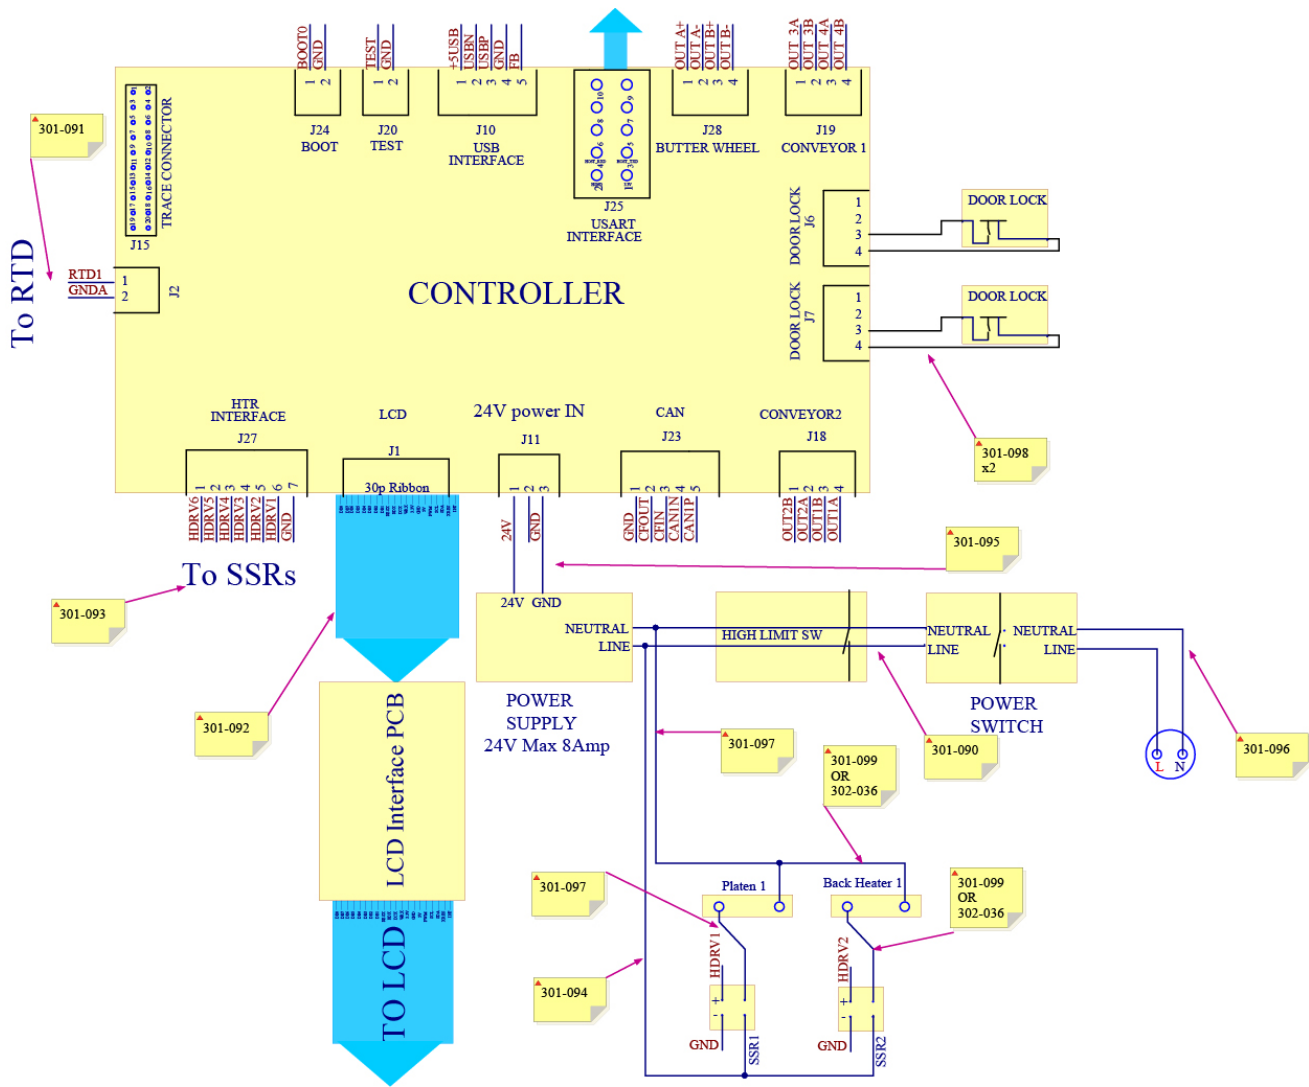 BOOT0
GND
TEST
GND
+5USB
USBN
USBP
GND
FB
OUT A+
OUT A-
OUT B+
OUT B-
OUT 3A
OUT 3B
OUT 4A
OUT 4B
1 2
1 2
1 2 3 4 5
1 2 3 4
1 2 3 4
J24
BOOT
J20
TEST
J10
USB
INTERFACE
J25
USART
INTERFACE
J28
BUTTER WHEEL
J19
CONVEYOR 1
301-091
TRACE CONNECTOR
J15
To RTD
RTD1
GNDA
1
2
J2
CONTROLLER
DOOR LOCK
J6
1
2
3
4
DOOR LOCK
DOOR LOCK
J7
1
2
3
4
DOOR LOCK
301-098
x2
HTR
INTERFACE
J27
1 2 3 4 5 6 7
HDRV6
HDRV5
HDRV4
HDRV3
HDRV2
HDRV1
GND
To SSRs
301-093
LCD
J1
30p Ribbon
24V power IN
J11
1 2 3
24V
GND
CAN
J23
1 2 3 4 5
GND
CFOUT
CFIN
CAN1N
CAN1P
CONVEYOR2
J18
1 2 3 4
OUT2B
OUT2A
OUT1B
OUT1A
301-095
24V GND
NEUTRAL
LINE
POWER
SUPPLY
24V Max 8Amp
HIGH LIMIT SW
NEUTRAL
LINE
NEUTRAL
LINE
POWER
SWITCH
L N
301-092
301-097
301-099
OR
302-036
301-090
301-096
LCD Interface PCB
TO LCD
301-097
Platen 1
Back Heater 1
301-099
OR
302-036
301-094
HDRV1
+
-
GND
SSR1
HDRV2
+
-
GND
SSR2